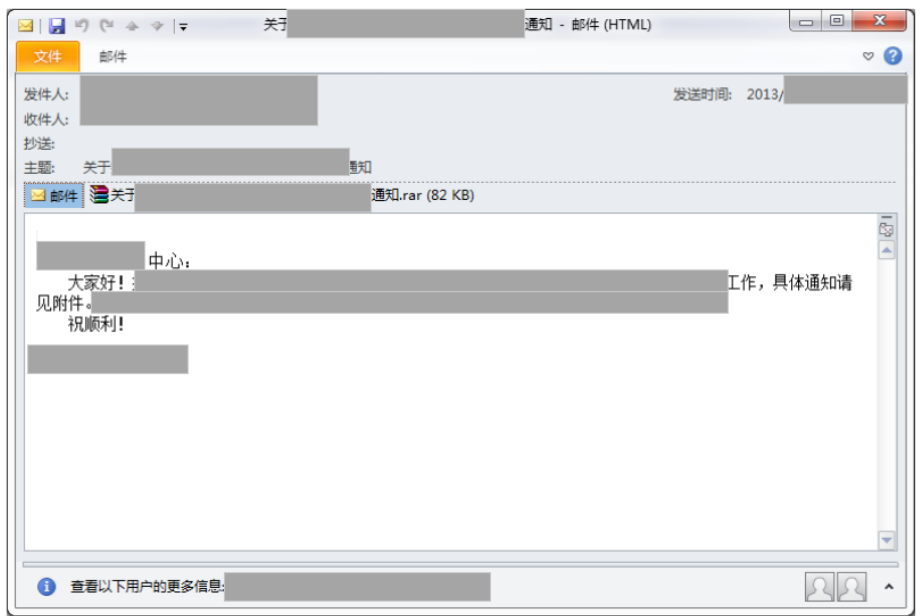 关于 通知 - 邮件 (HTML)
文件 邮件
发件人: 发送时间: 2013/
收件人:
抄送:
主题: 关于 通知
邮件 关于 通知.rar (82 KB)
中心:
大家好! 工作，具体通知请
见附件。
祝顺利!
查看以下用户的更多信息: